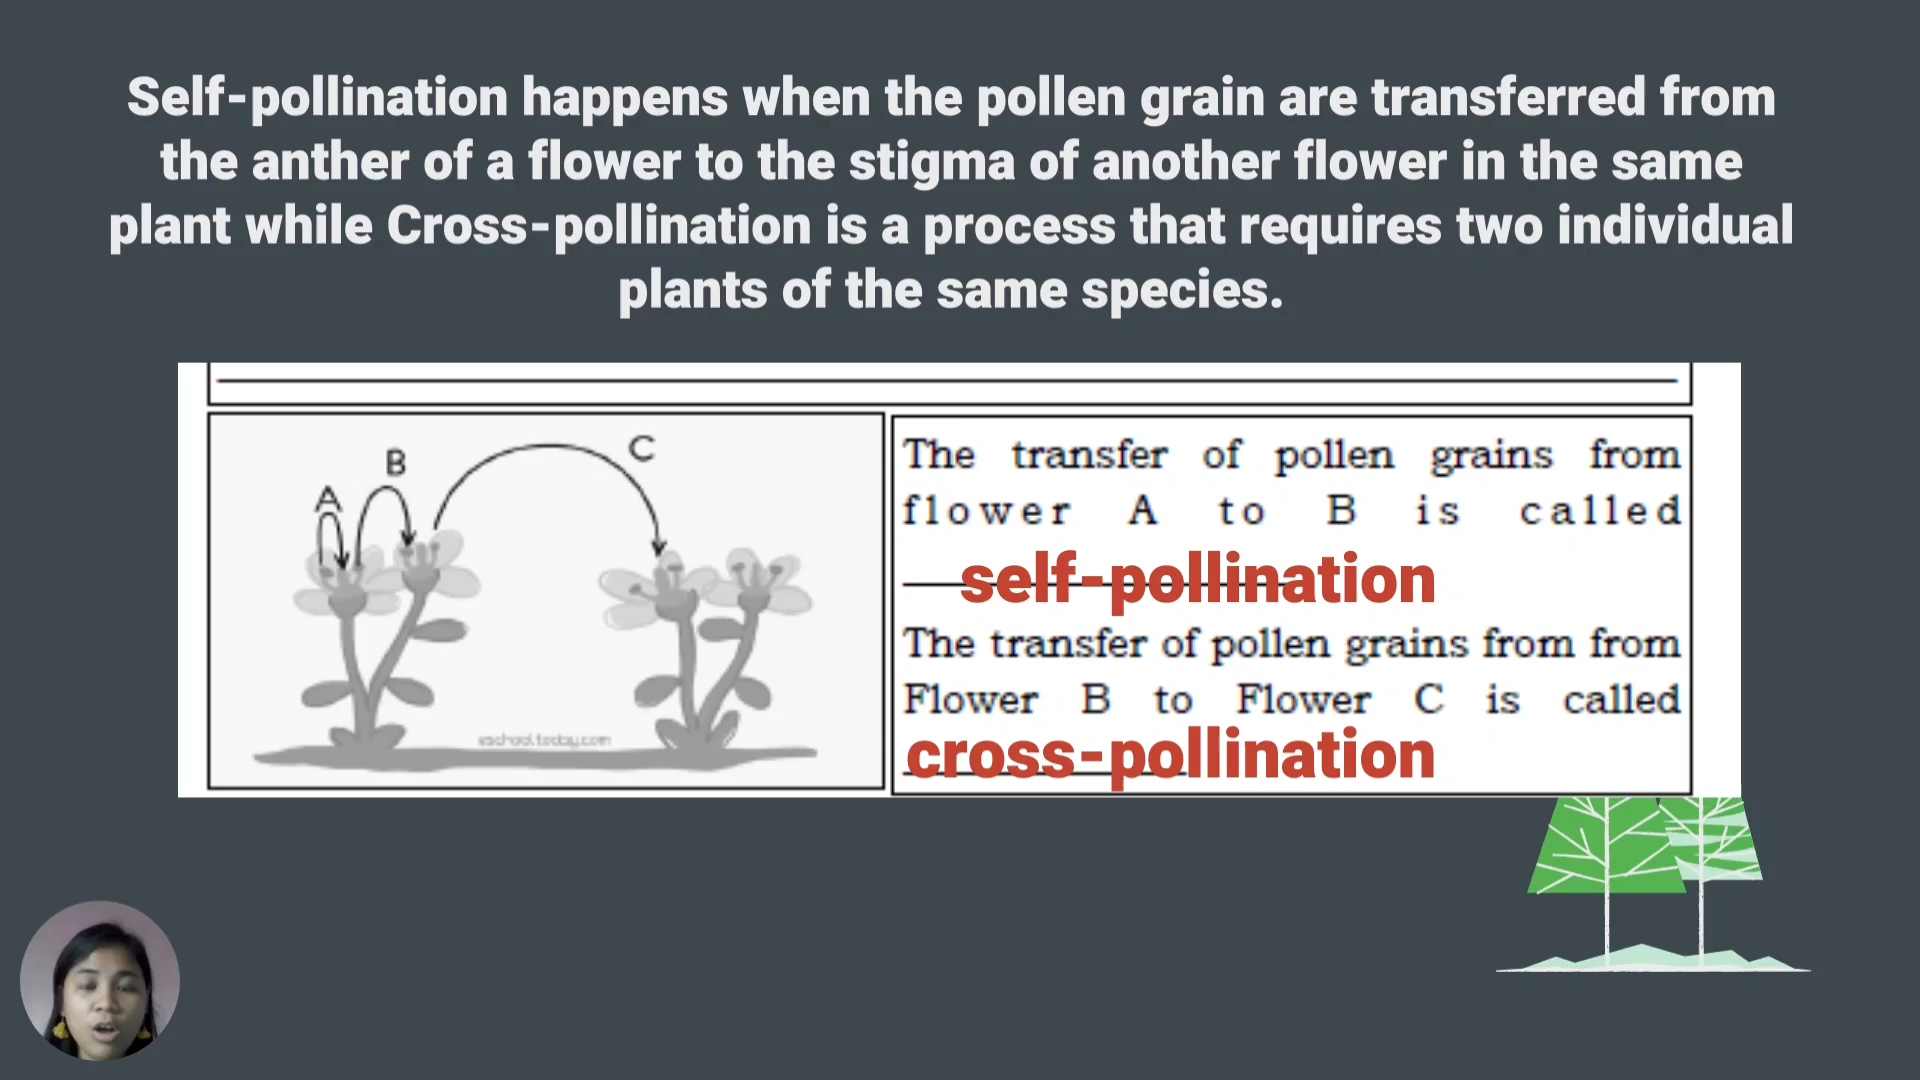 Self-pollination happens when the pollen grain are transferred from
the anther of a flower to the stigma of another flower in the same
plant while Cross-pollination is a process that requires two individual
plants of the same species.
A
B
C
eschool.today.com
The transfer of pollen grains from
flower A to B is called
self-pollination
The transfer of pollen grains from from
Flower B to Flower C is called
cross-pollination